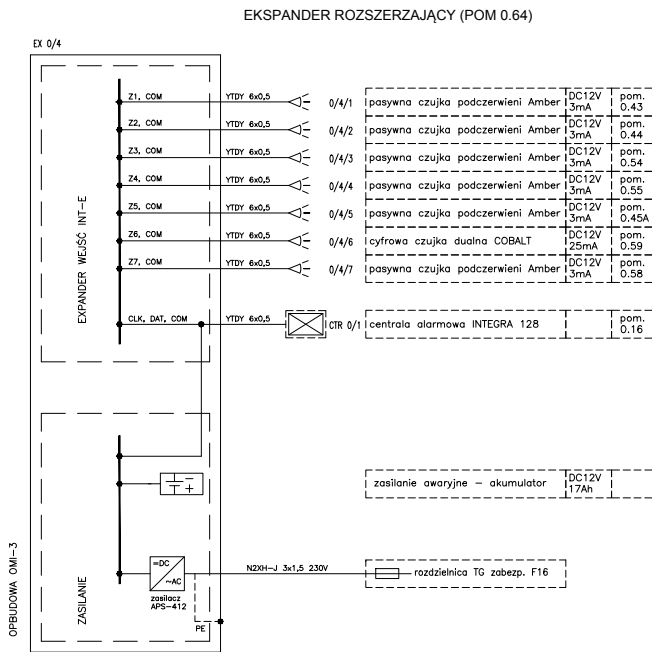 EKSPANDER ROZSZERZAJĄCY (POM 0.64)
EX 0/4
Z1, COM YTDY 6x0,5 0/4/1 pasywna czujka podczerwieni Amber DC12V 3mA pom. 0.43
Z2, COM YTDY 6x0,5 0/4/2 pasywna czujka podczerwieni Amber DC12V 3mA pom. 0.44
Z3, COM YTDY 6x0,5 0/4/3 pasywna czujka podczerwieni Amber DC12V 3mA pom. 0.54
Z4, COM YTDY 6x0,5 0/4/4 pasywna czujka podczerwieni Amber DC12V 3mA pom. 0.55
Z5, COM YTDY 6x0,5 0/4/5 pasywna czujka podczerwieni Amber DC12V 3mA pom. 0.45A
Z6, COM YTDY 6x0,5 0/4/6 cyfrowa czujka dualna COBALT DC12V 25mA pom. 0.59
Z7, COM YTDY 6x0,5 0/4/7 pasywna czujka podczerwieni Amber DC12V 3mA pom. 0.58
EXPANDER WEJŚĆ INT-E
CLK, DAT, COM YTDY 6x0,5 CTR 0/1 centrala alarmowa INTEGRA 128 pom. 0.16
zasilanie awaryjne – akumulator DC12V 17Ah
OPBUDOWA OMI-3
ZASILANIE
=DC
~AC
zasilacz
APS-412
PE
N2XH-J 3x1,5 230V rozdzielnica TG zabezp. F16